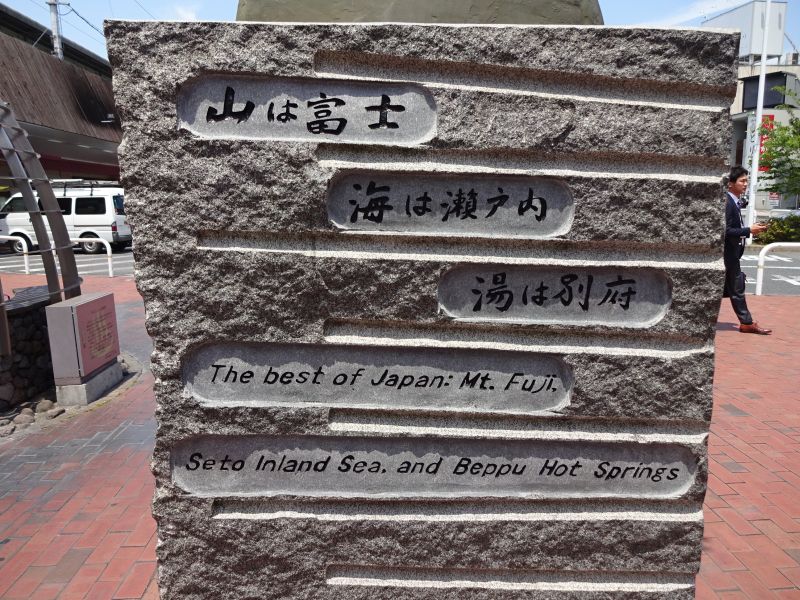 山は富士
海は瀬戸内
湯は別府
The best of Japan: Mt. Fuji,
Seto Inland Sea, and Beppu Hot Springs